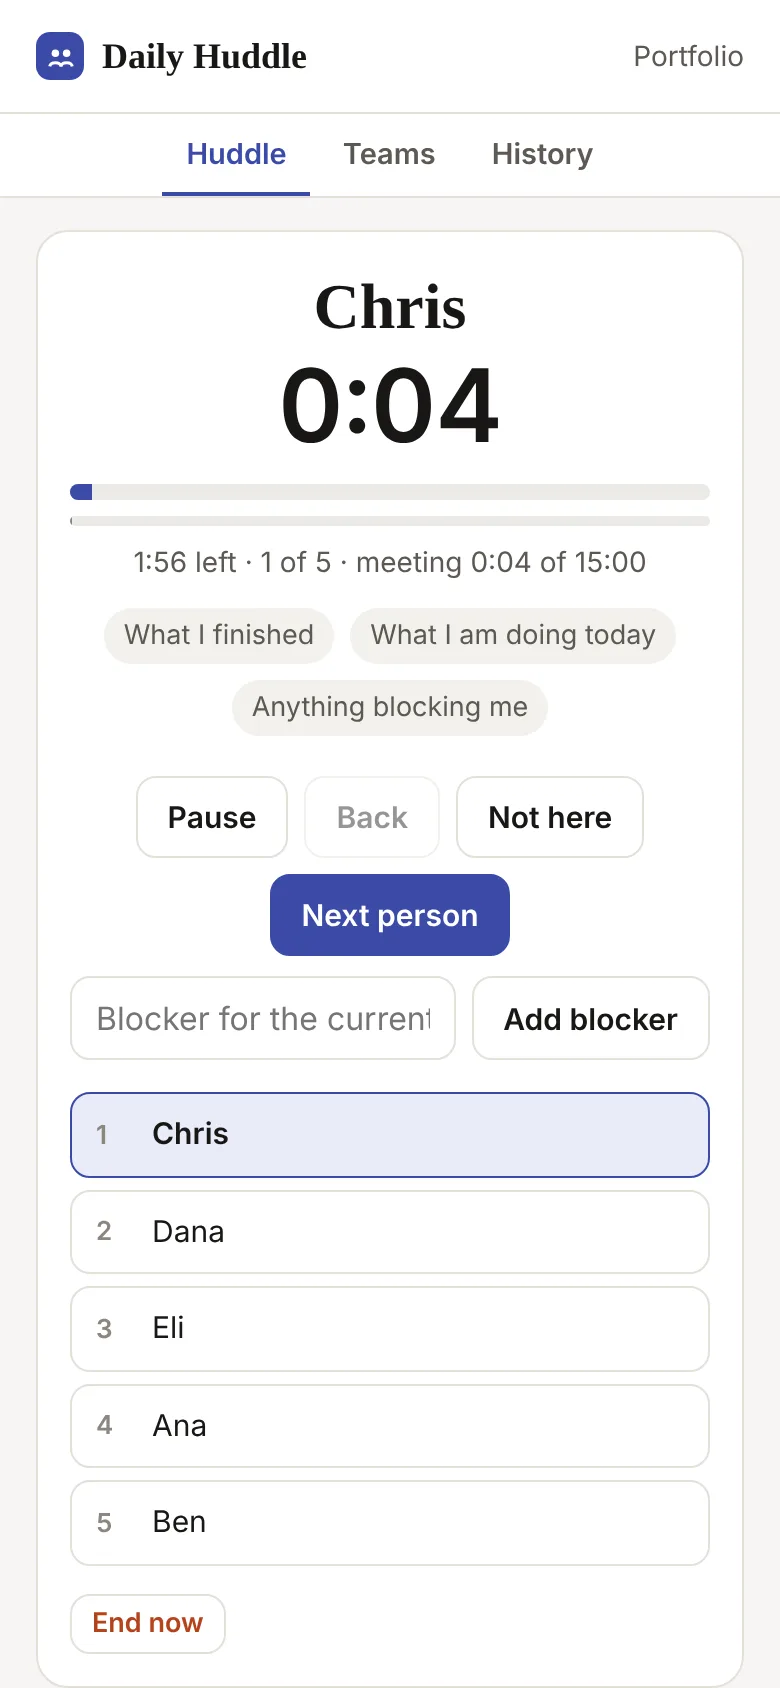 Daily Huddle
Portfolio
Huddle Teams History
Chris
0:04
1:56 left · 1 of 5 · meeting 0:04 of 15:00
What I finished What I am doing today
Anything blocking me
Pause Back Not here
Next person
Blocker for the current Add blocker
1 Chris
2 Dana
3 Eli
4 Ana
5 Ben
End now